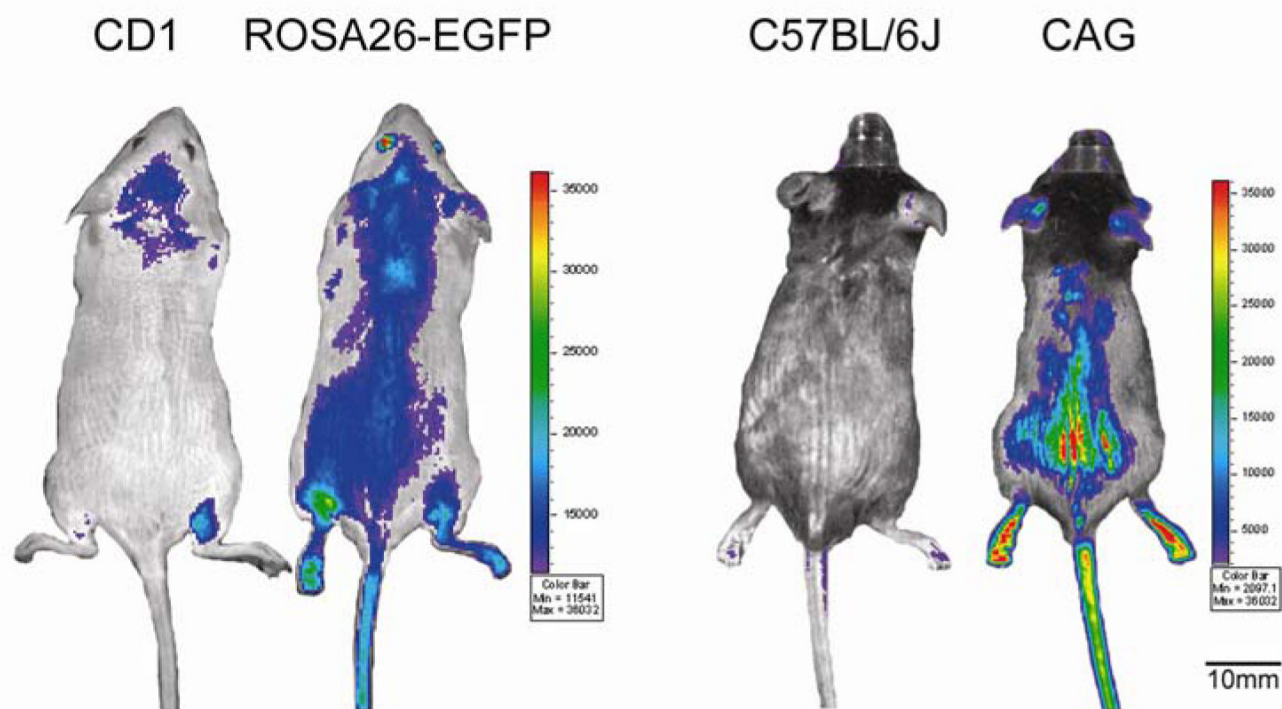 CD1 ROSA26-EGFP C57BL/6J CAG
35000
30000
25000
20000
15000
Color Bar
Min = 11541
Max = 36032
35000
30000
25000
20000
15000
10000
5000
Color Bar
Min = 2097.1
Max = 36032
10mm